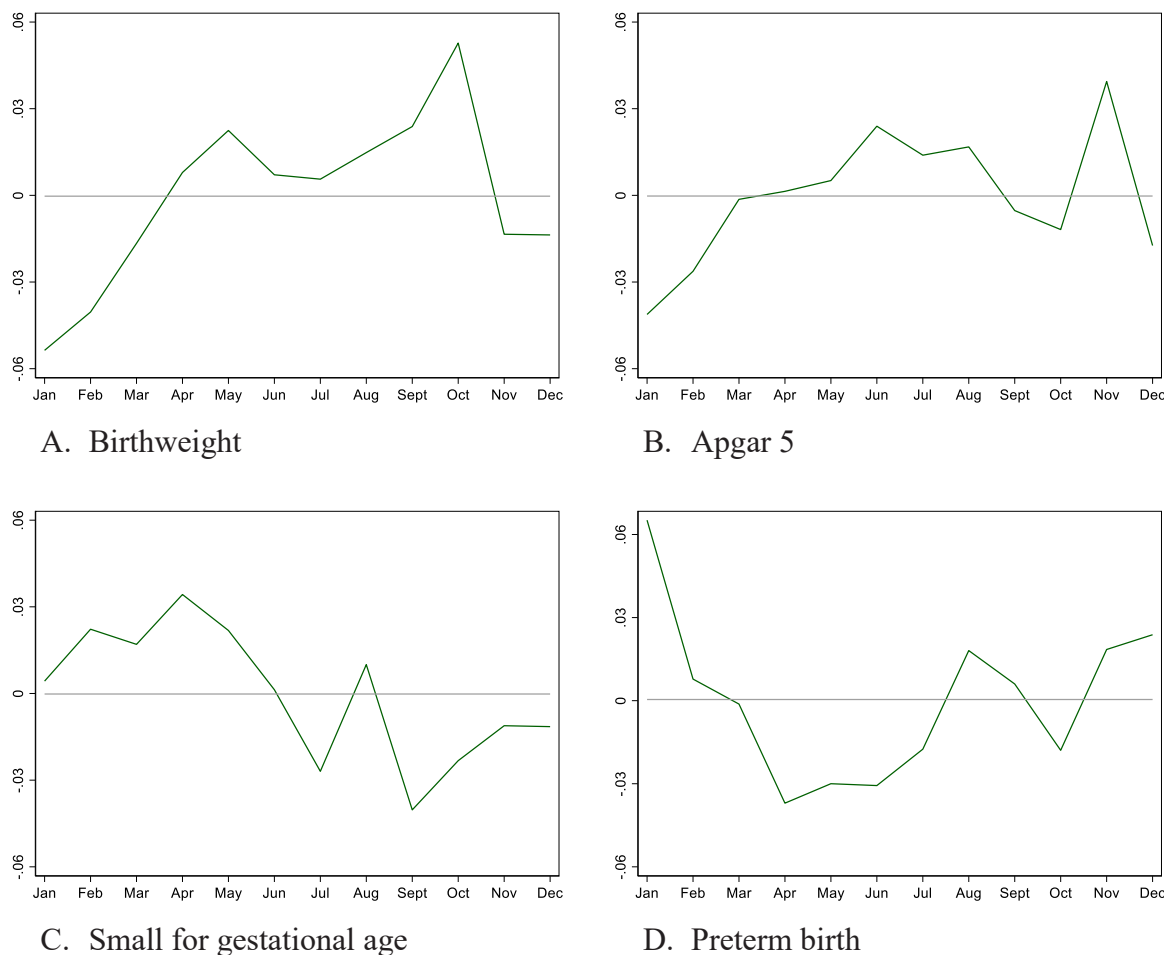 .06
.03
0
-.03
-.06
Jan Feb Mar Apr May Jun Jul Aug Sept Oct Nov Dec
A. Birthweight
.06
.03
0
-.03
-.06
Jan Feb Mar Apr May Jun Jul Aug Sept Oct Nov Dec
B. Apgar 5
.06
.03
0
-.03
-.06
Jan Feb Mar Apr May Jun Jul Aug Sept Oct Nov Dec
C. Small for gestational age
.06
.03
0
-.03
-.06
Jan Feb Mar Apr May Jun Jul Aug Sept Oct Nov Dec
D. Preterm birth